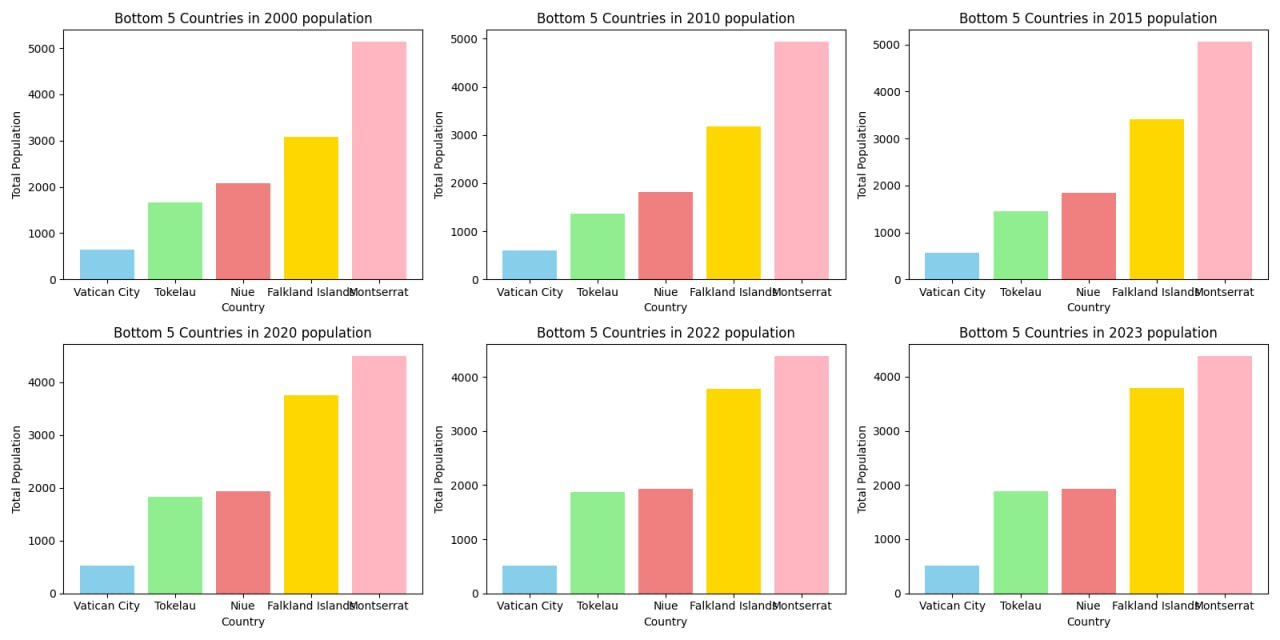 Bottom 5 Countries in 2000 population
5000
4000
3000
2000
1000
0
Total Population
Vatican City Tokelau Niue Falkland Islands Montserrat
Country
Bottom 5 Countries in 2010 population
5000
4000
3000
2000
1000
0
Total Population
Vatican City Tokelau Niue Falkland Islands Montserrat
Country
Bottom 5 Countries in 2015 population
5000
4000
3000
2000
1000
0
Total Population
Vatican City Tokelau Niue Falkland Islands Montserrat
Country
Bottom 5 Countries in 2020 population
4000
3000
2000
1000
0
Total Population
Vatican City Tokelau Niue Falkland Islands Montserrat
Country
Bottom 5 Countries in 2022 population
4000
3000
2000
1000
0
Total Population
Vatican City Tokelau Niue Falkland Islands Montserrat
Country
Bottom 5 Countries in 2023 population
4000
3000
2000
1000
0
Total Population
Vatican City Tokelau Niue Falkland Islands Montserrat
Country